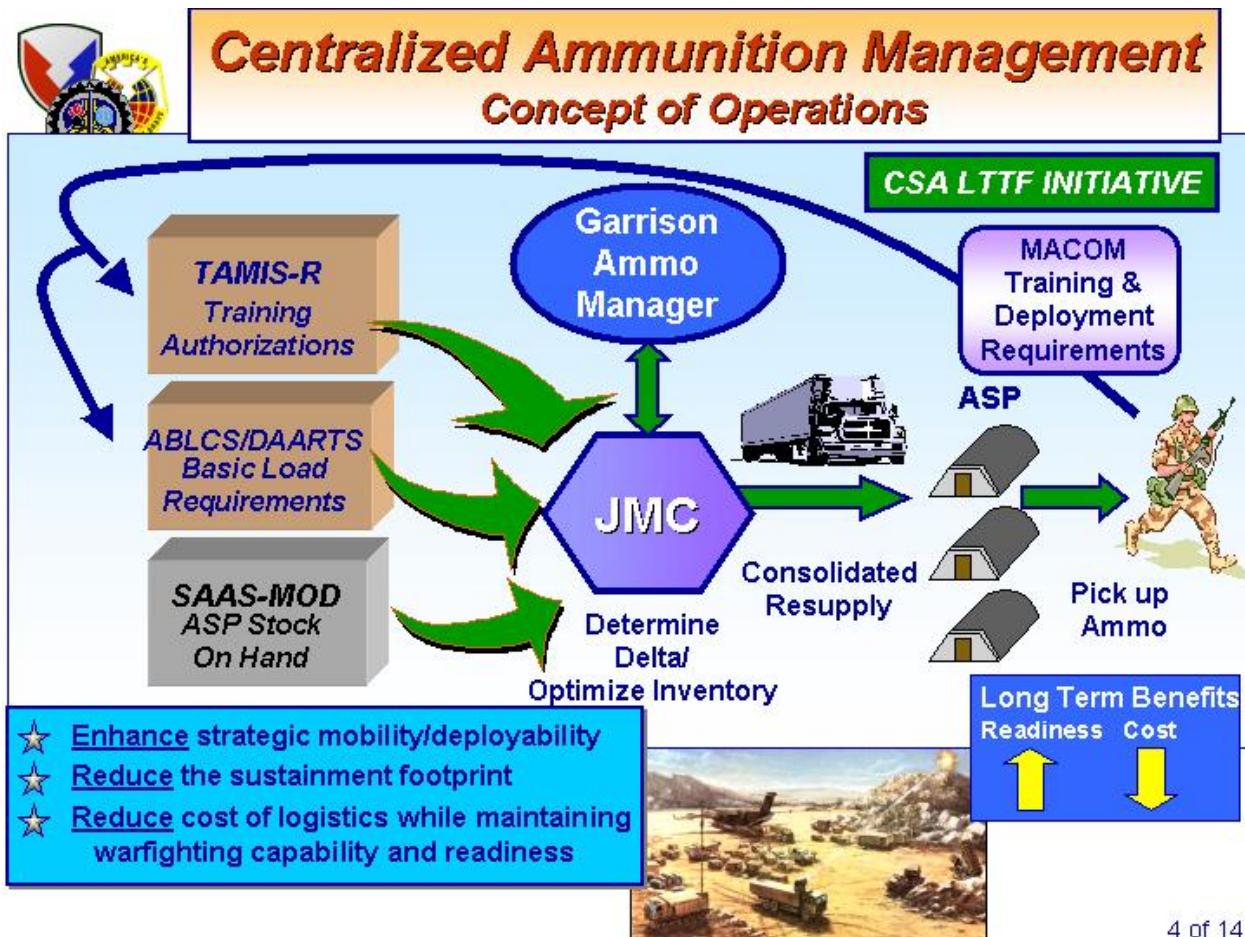 AMERICA'S
Centralized Ammunition Management
Concept of Operations
CSA LTTF INITIATIVE
TAMIS-R
Training
Authorizations
ABLCS/DAARTS
Basic Load
Requirements
SAAS-MOD
ASP Stock
On Hand
Garrison
Ammo
Manager
JMC
Determine
Delta/
Optimize Inventory
Consolidated
Resupply
ASP
MACOM
Training &
Deployment
Requirements
Pick up
Ammo
Enhance strategic mobility/deployability
Reduce the sustainment footprint
Reduce cost of logistics while maintaining
warfighting capability and readiness
Long Term Benefits
Readiness Cost
4 of 14